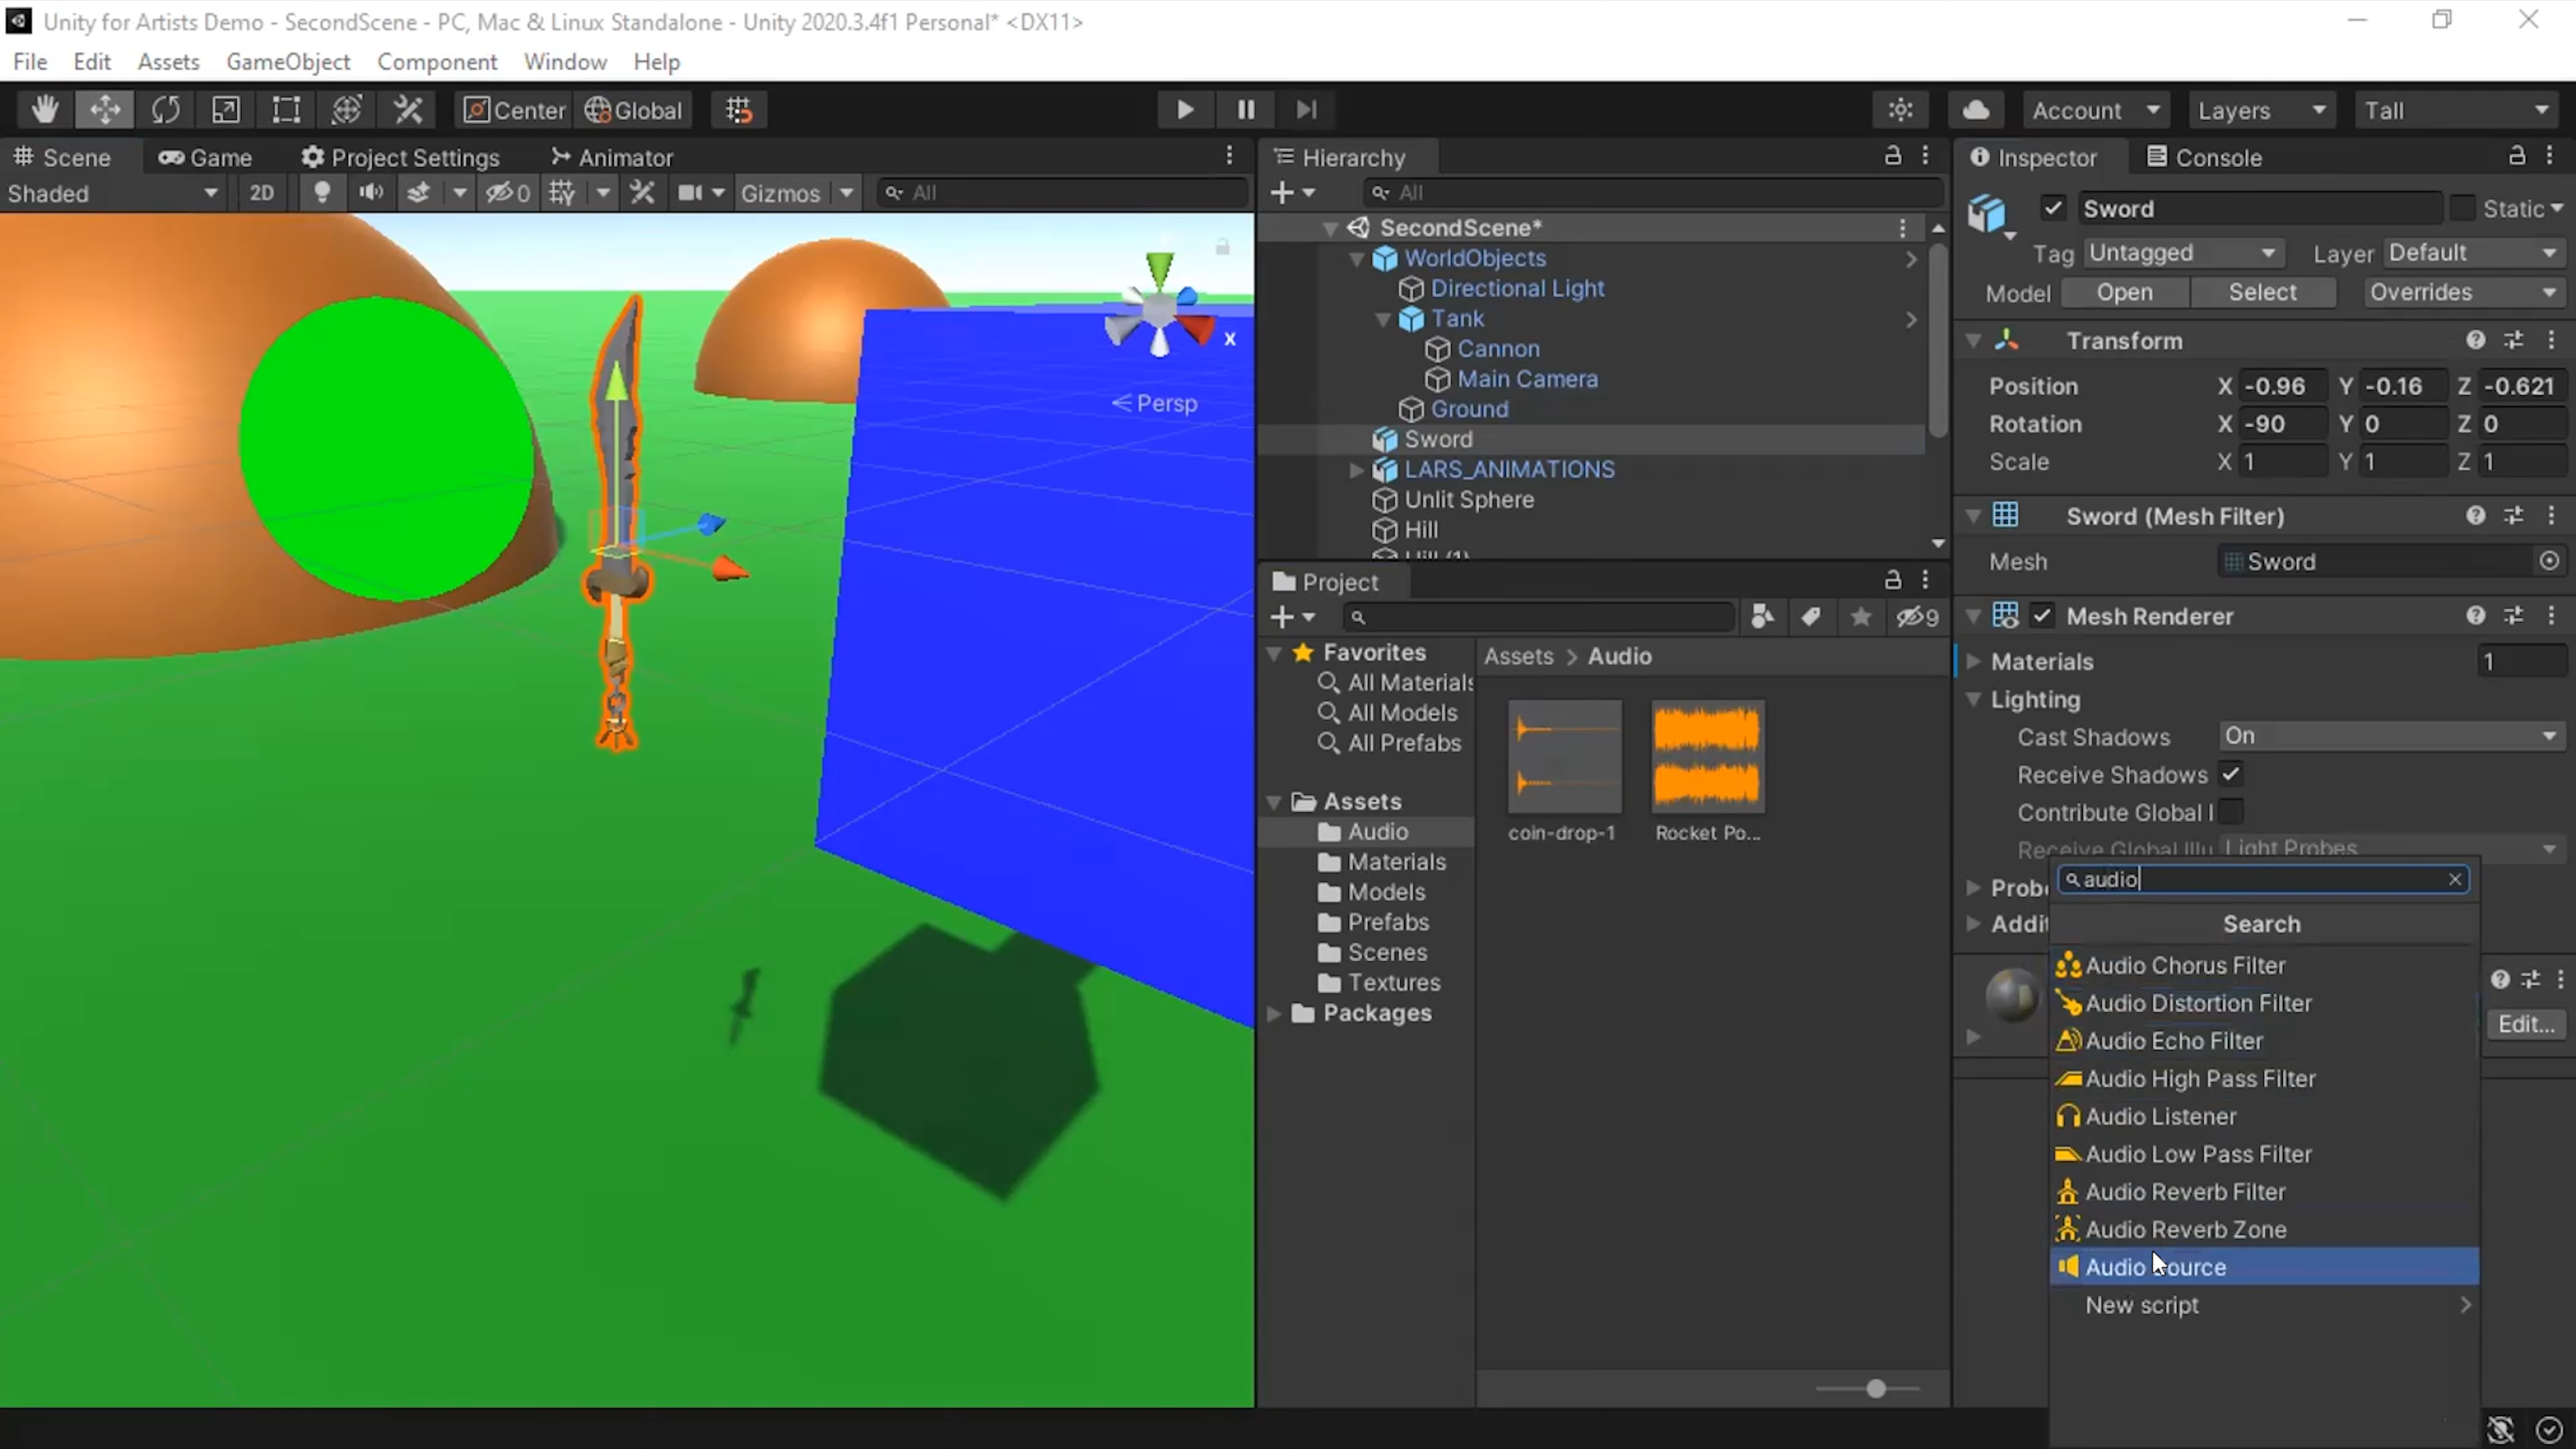 Unity for Artists Demo - SecondScene - PC, Mac & Linux Standalone - Unity 2020.3.4f1 Personal* <DX11>
File Edit Assets GameObject Component Window Help
Center Global Account Layers Tall
Scene Game Project Settings Animator
Shaded 2D 0 Gizmos All
x
Persp
Hierarchy
All
SecondScene*
WorldObjects
Directional Light
Tank
Cannon
Main Camera
Ground
Sword
LARS_ANIMATIONS
Unlit Sphere
Hill
Hill (1)
Project
9
Favorites
All Materials
All Models
All Prefabs
Assets
Audio
Materials
Models
Prefabs
Scenes
Textures
Packages
Assets > Audio
coin-drop-1 Rocket Po...
Inspector Console
Sword Static
Tag Untagged Layer Default
Model Open Select Overrides
Transform
Position X -0.96 Y -0.16 Z -0.621
Rotation X -90 Y 0 Z 0
Scale X 1 Y 1 Z 1
Sword (Mesh Filter)
Mesh Sword
Mesh Renderer
Materials 1
Lighting
Cast Shadows On
Receive Shadows
Contribute Global I
Receive Global Illu Light Probes
Probe
Addit
Edit...
audio
Search
Audio Chorus Filter
Audio Distortion Filter
Audio Echo Filter
Audio High Pass Filter
Audio Listener
Audio Low Pass Filter
Audio Reverb Filter
Audio Reverb Zone
Audio Source
New script